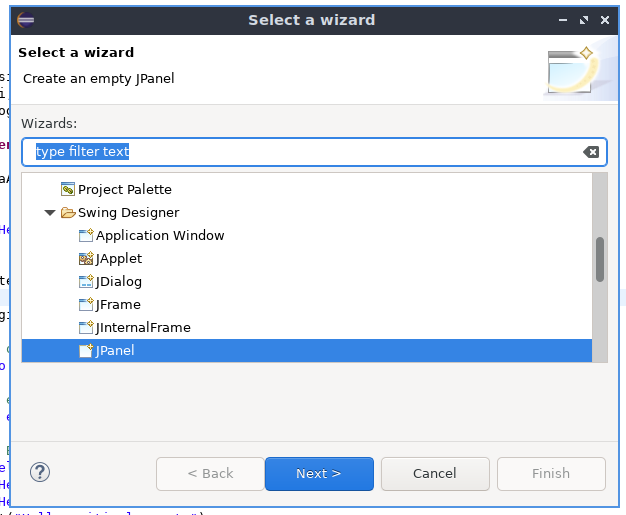 Select a wizard
Select a wizard
Create an empty JPanel
Wizards:
type filter text
Project Palette
Swing Designer
Application Window
JApplet
JDialog
JFrame
JInternalFrame
JPanel
< Back
Next >
Cancel
Finish